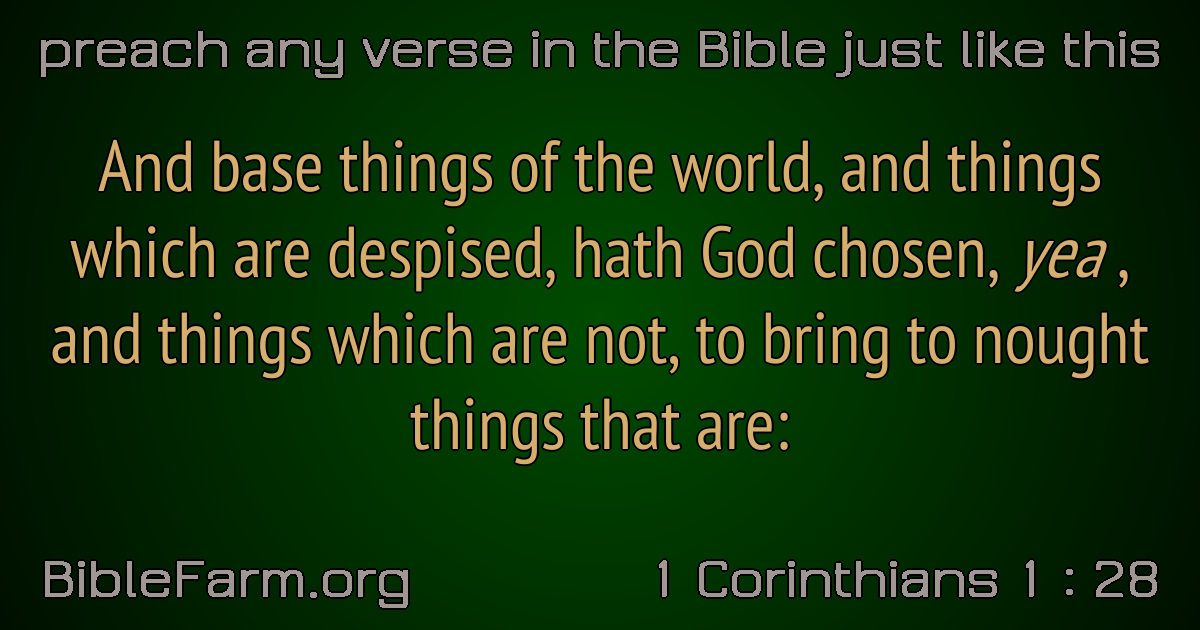 preach any verse in the Bible just like this
And base things of the world, and things
which are despised, hath God chosen, yea ,
and things which are not, to bring to nought
things that are:
BibleFarm.org
1 Corinthians 1 : 28